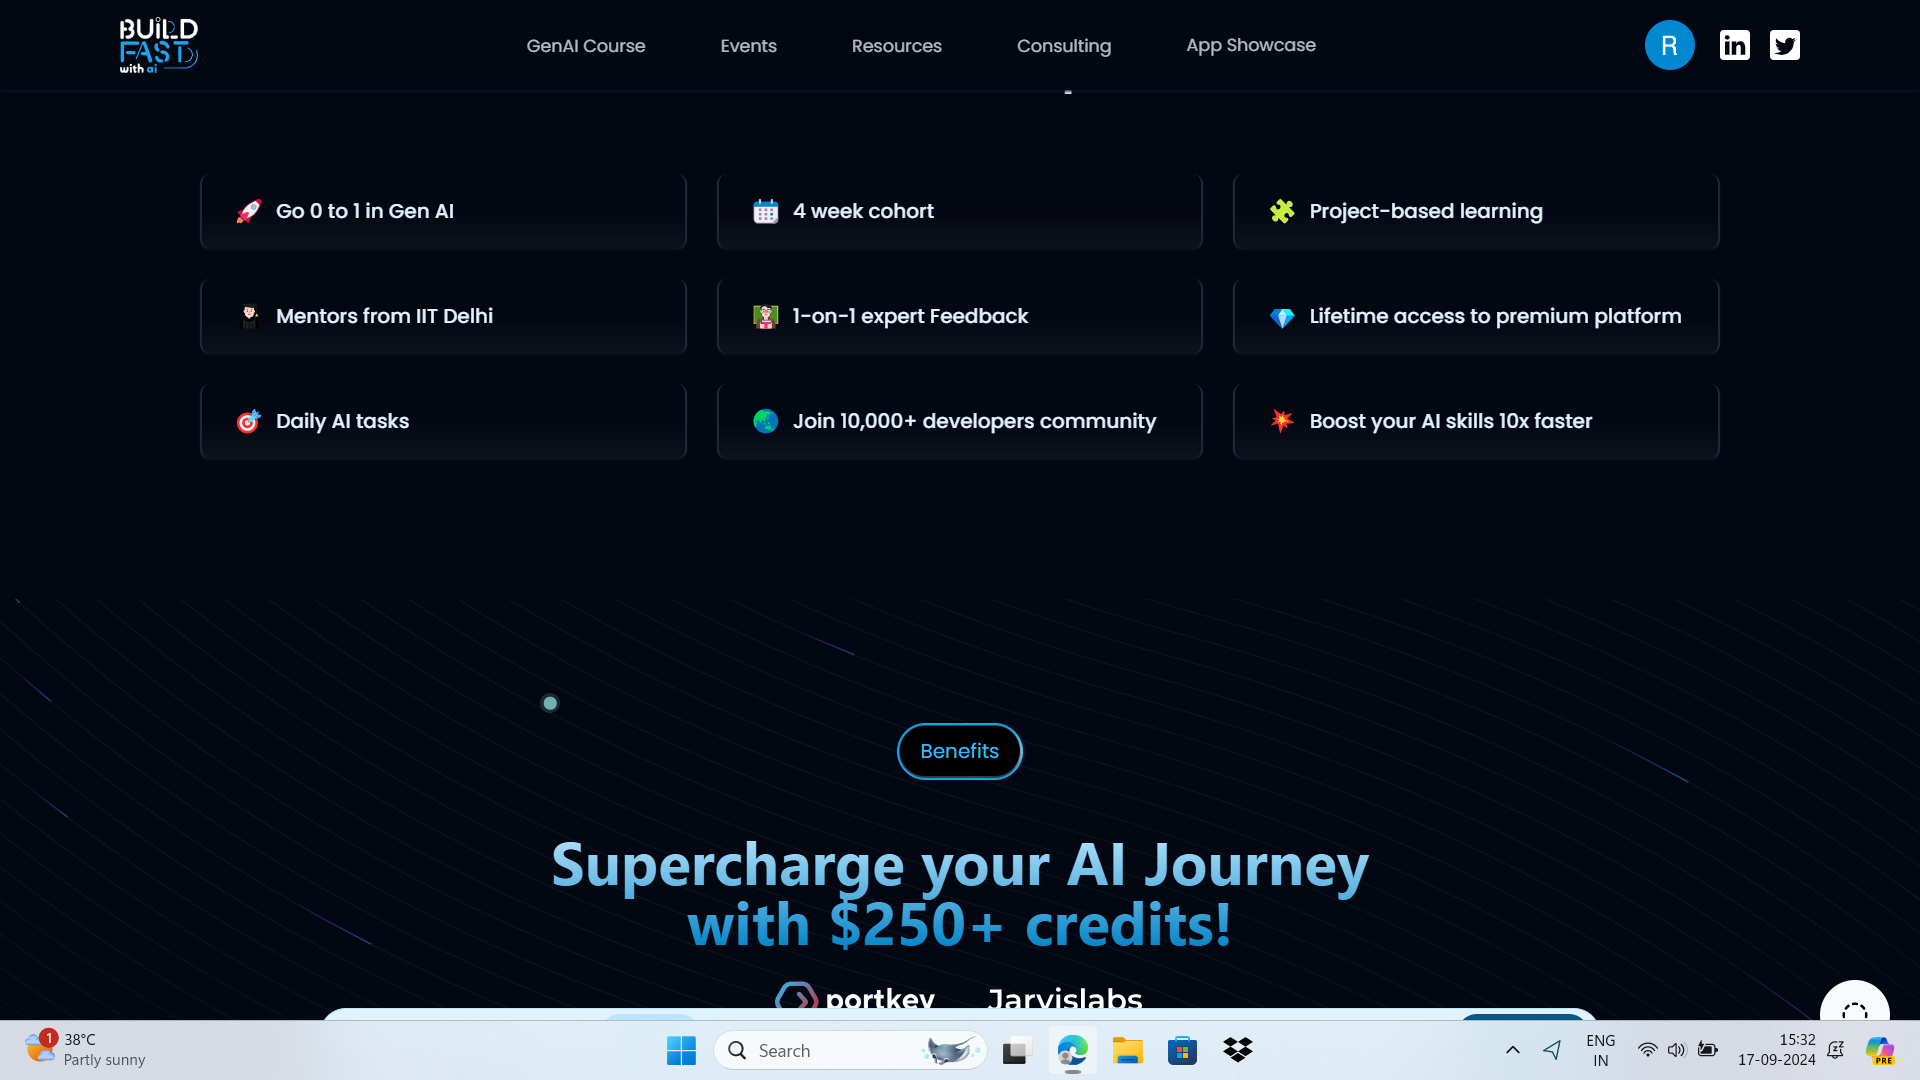 BUILD
FAST
with ai
GenAI Course
Events
Resources
Consulting
App Showcase
R
in
Go 0 to 1 in Gen AI
4 week cohort
Project-based learning
Mentors from IIT Delhi
1-on-1 expert Feedback
Lifetime access to premium platform
Daily AI tasks
Join 10,000+ developers community
Boost your AI skills 10x faster
Benefits
Supercharge your AI Journey
with $250+ credits!
portkey
Jarvislabs
1
38°C
Partly sunny
Search
ENG
IN
15:32
17-09-2024
PRE